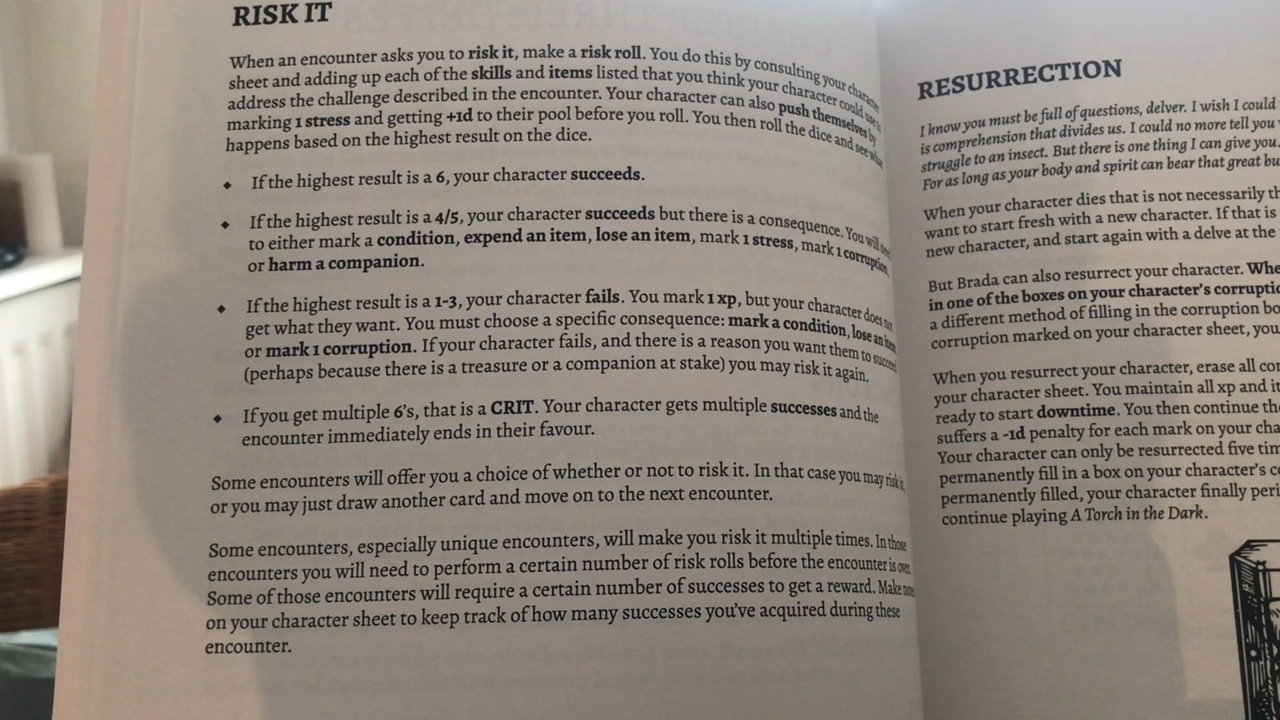 RISK IT
When an encounter asks you to risk it, make a risk roll. You do this by consulting your character
sheet and adding up each of the skills and items listed that you think your character could use to
address the challenge described in the encounter. Your character can also push themselves by
marking 1 stress and getting +1d to their pool before you roll. You then roll the dice and see what
happens based on the highest result on the dice.
◆ If the highest result is a 6, your character succeeds.
◆ If the highest result is a 4/5, your character succeeds but there is a consequence. You will need
to either mark a condition, expend an item, lose an item, mark 1 stress, mark 1 corruption,
or harm a companion.
◆ If the highest result is a 1-3, your character fails. You mark 1 xp, but your character does not
get what they want. You must choose a specific consequence: mark a condition, lose an item
or mark 1 corruption. If your character fails, and there is a reason you want them to succeed
(perhaps because there is a treasure or a companion at stake) you may risk it again.
◆ If you get multiple 6's, that is a CRIT. Your character gets multiple successes and the
encounter immediately ends in their favour.
Some encounters will offer you a choice of whether or not to risk it. In that case you may risk it,
or you may just draw another card and move on to the next encounter.
Some encounters, especially unique encounters, will make you risk it multiple times. In those
encounters you will need to perform a certain number of risk rolls before the encounter is over.
Some of those encounters will require a certain number of successes to get a reward. Make note
on your character sheet to keep track of how many successes you've acquired during these
encounter.
RESURRECTION
I know you must be full of questions, delver. I wish I could
is comprehension that divides us. I could no more tell you
struggle to an insect. But there is one thing I can give you.
For as long as your body and spirit can bear that great
When your character dies that is not necessarily
want to start fresh with a new character. If that is
new character, and start again with a delve at the
But Brada can also resurrect your character.
in one of the boxes on your character's
a different method of filling in the corruption
corruption marked on your character sheet, you
When you resurrect your character, erase all
your character sheet. You maintain all xp and
ready to start downtime. You then continue
suffers a -1d penalty for each mark on your
Your character can only be resurrected five
permanently fill in a box on your character's
permanently filled, your character finally
continue playing A Torch in the Dark.